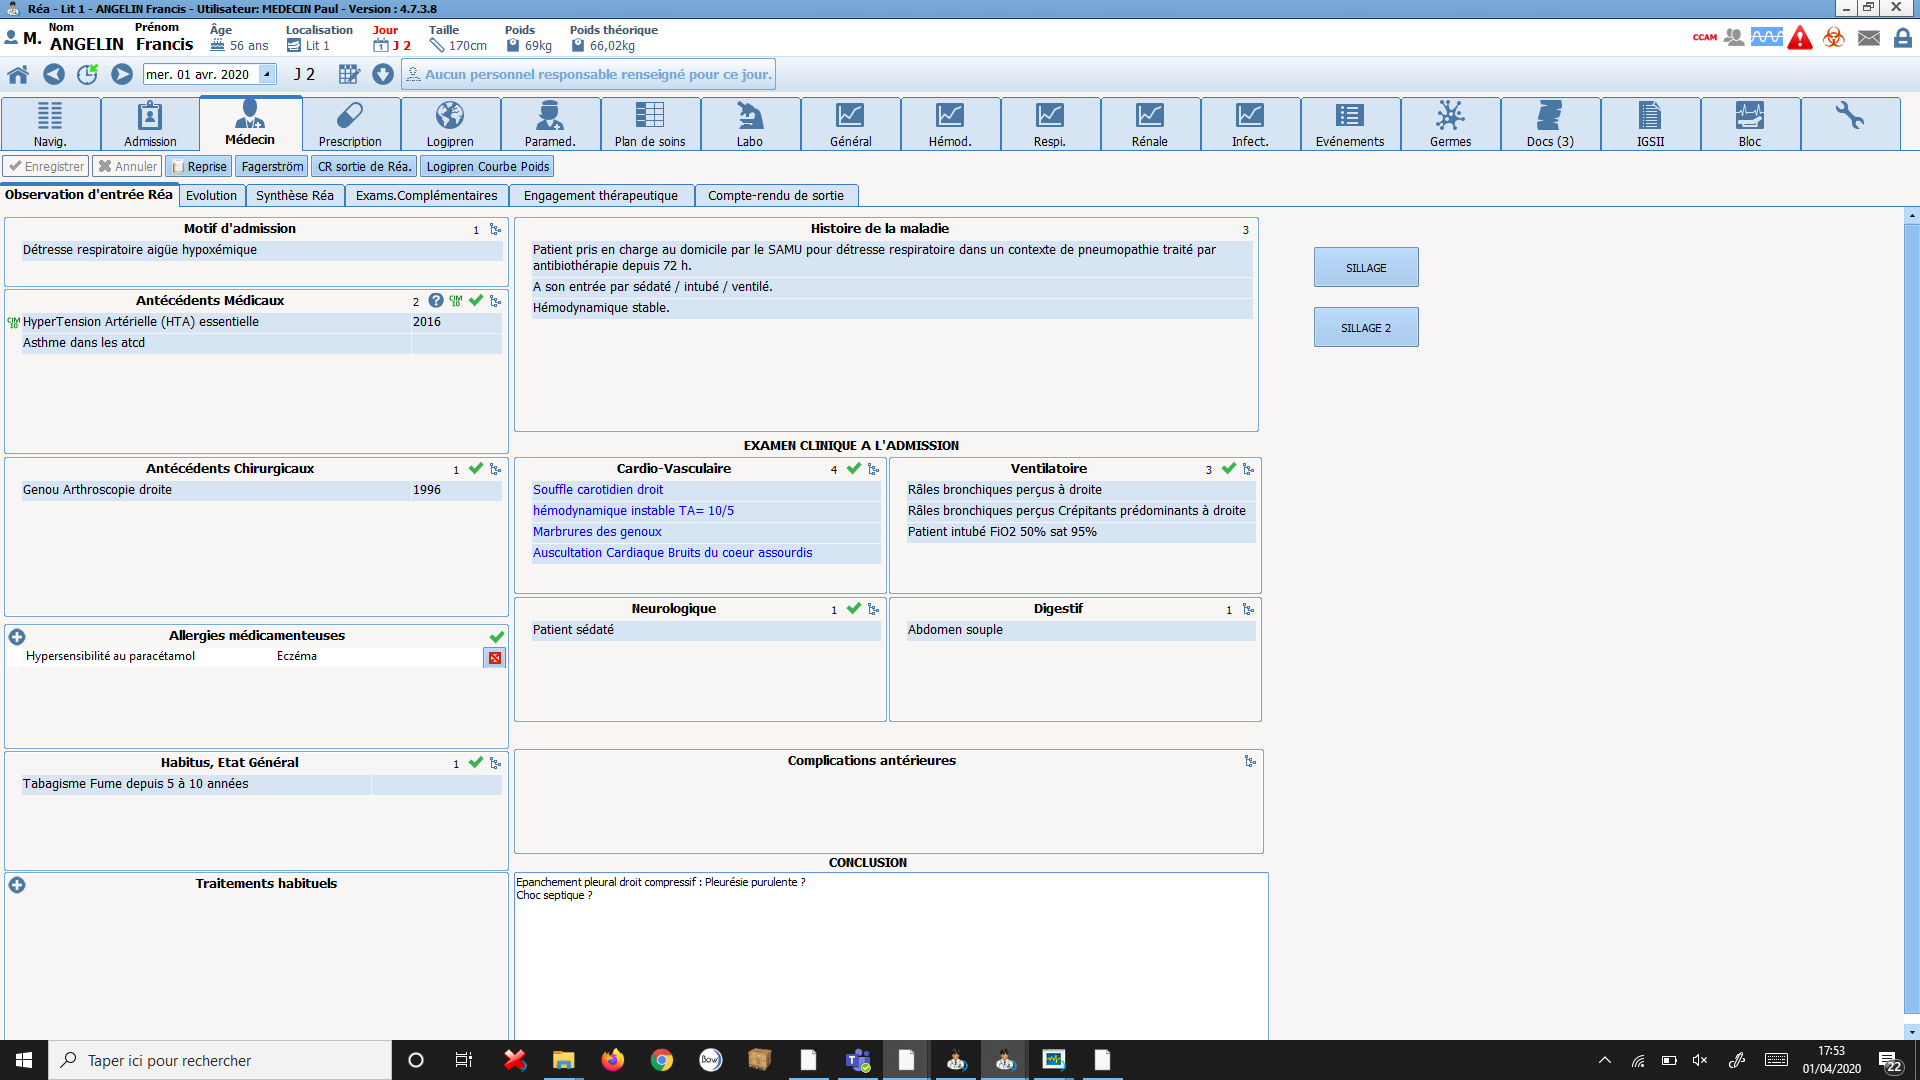 Réa - Lit 1 - ANGELIN Francis - Utilisateur: MEDECIN Paul - Version : 4.7.3.8
M.
Nom
ANGELIN
Prénom
Francis
Âge
56 ans
Localisation
Lit 1
Jour
J 2
Taille
170cm
Poids
69kg
Poids théorique
66,02kg
CCAM
mer. 01 avr. 2020
J 2
Aucun personnel responsable renseigné pour ce jour.
Navig.
Admission
Médecin
Prescription
Logipren
Paramed.
Plan de soins
Labo
Général
Hémod.
Respi.
Rénale
Infect.
Evénements
Germes
Docs (3)
IGSII
Bloc
Enregistrer
Annuler
Reprise
Fagerström
CR sortie de Réa.
Logipren Courbe Poids
Observation d'entrée Réa
Evolution
Synthèse Réa
Exams.Complémentaires
Engagement thérapeutique
Compte-rendu de sortie
Motif d'admission 1
Détresse respiratoire aigüe hypoxémique
Antécédents Médicaux 2 ? CIM 10
CIM 10 HyperTension Artérielle (HTA) essentielle 2016
Asthme dans les atcd
Antécédents Chirurgicaux 1
Genou Arthroscopie droite 1996
Allergies médicamenteuses
Hypersensibilité au paracétamol Eczéma
Habitus, Etat Général 1
Tabagisme Fume depuis 5 à 10 années
Traitements habituels
Histoire de la maladie 3
Patient pris en charge au domicile par le SAMU pour détresse respiratoire dans un contexte de pneumopathie traité par
antibiothérapie depuis 72 h.
A son entrée par sédaté / intubé / ventilé.
Hémodynamique stable.
SILLAGE
SILLAGE 2
EXAMEN CLINIQUE A L'ADMISSION
Cardio-Vasculaire 4
Souffle carotidien droit
hémodynamique instable TA= 10/5
Marbrures des genoux
Auscultation Cardiaque Bruits du coeur assourdis
Ventilatoire 3
Râles bronchiques perçus à droite
Râles bronchiques perçus Crépitants prédominants à droite
Patient intubé FiO2 50% sat 95%
Neurologique 1
Patient sédaté
Digestif 1
Abdomen souple
Complications antérieures
CONCLUSION
Epanchement pleural droit compressif : Pleurésie purulente ?
Choc septique ?
Taper ici pour rechercher
Bow
17:53
01/04/2020
22